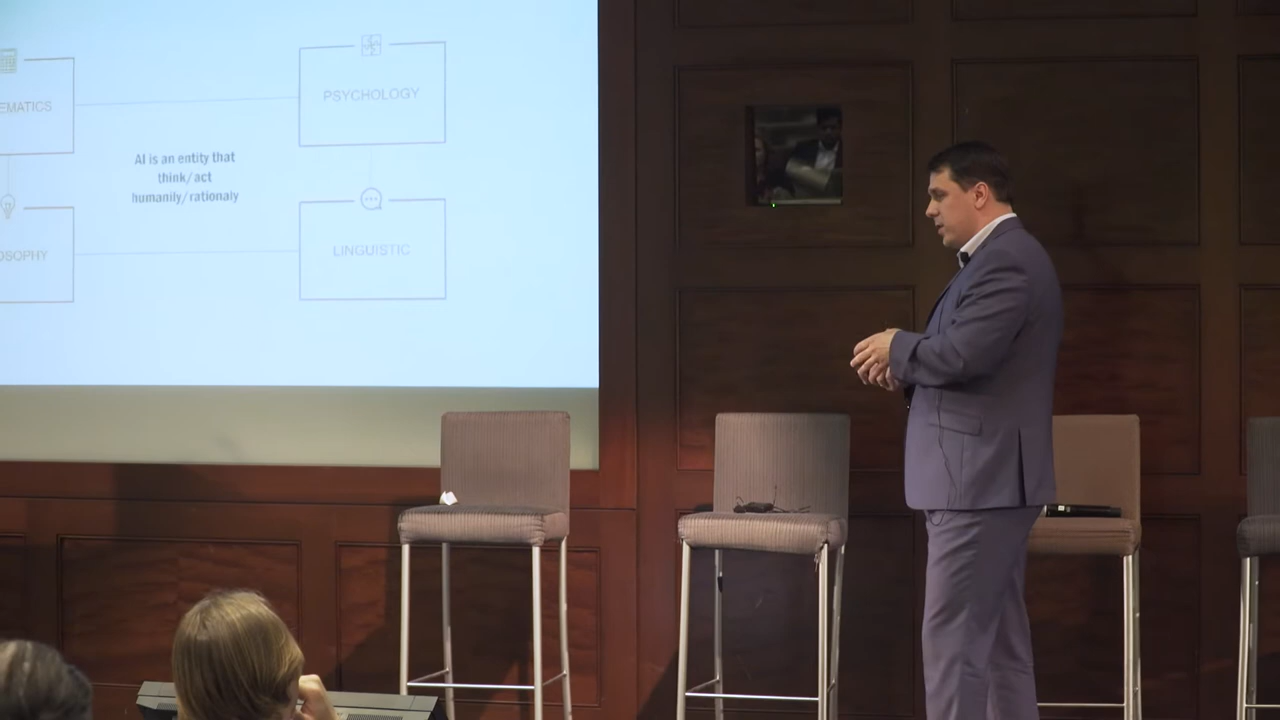 EMATICS
PSYCHOLOGY
AI is an entity that
think/act
humanily/rationaly
OSOPHY
LINGUISTIC